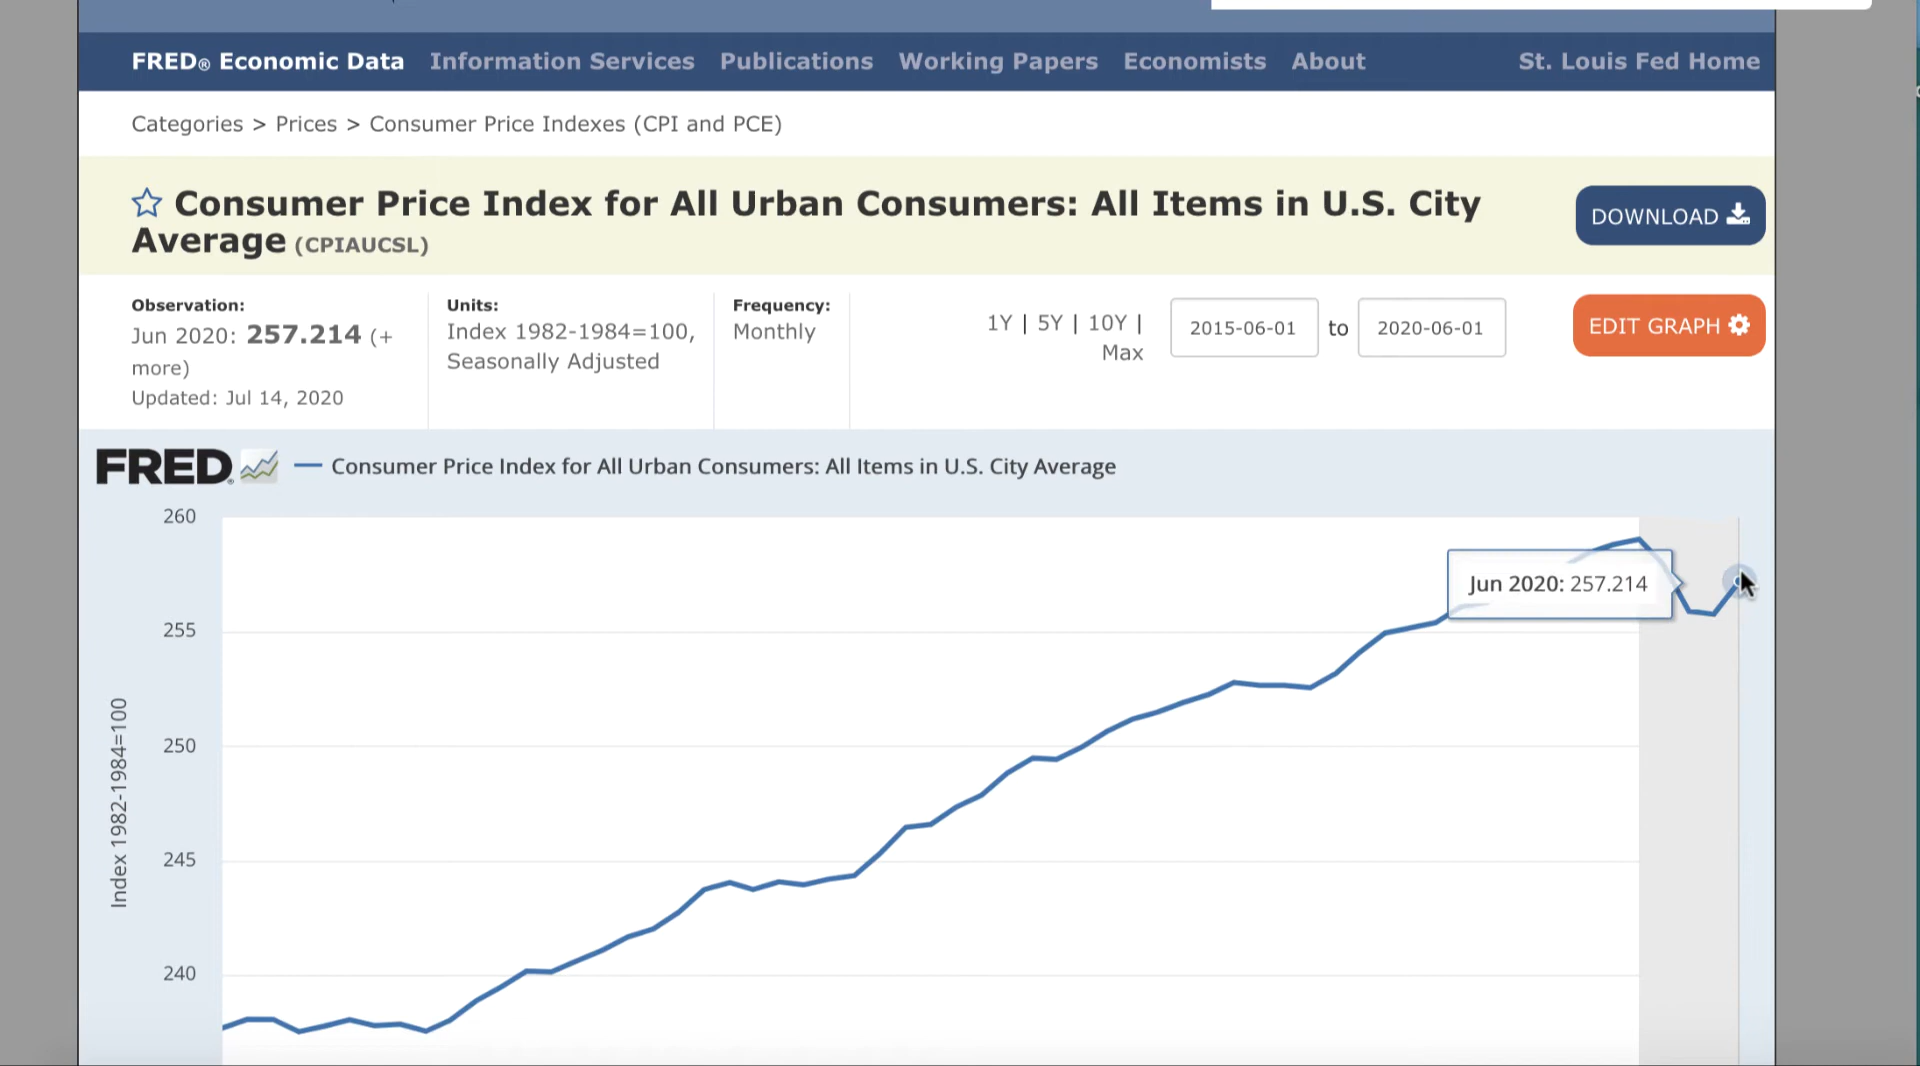 FRED® Economic Data Information Services Publications Working Papers Economists About St. Louis Fed Home
Categories > Prices > Consumer Price Indexes (CPI and PCE)
Consumer Price Index for All Urban Consumers: All Items in U.S. City
Average (CPIAUCSL)
DOWNLOAD
Observation:
Jun 2020: 257.214 (+
more)
Updated: Jul 14, 2020
Units:
Index 1982-1984=100,
Seasonally Adjusted
Frequency:
Monthly
1Y | 5Y | 10Y |
Max
2015-06-01 to 2020-06-01
EDIT GRAPH
FRED® Consumer Price Index for All Urban Consumers: All Items in U.S. City Average
260
Jun 2020: 257.214
255
250
245
240
Index 1982-1984=100